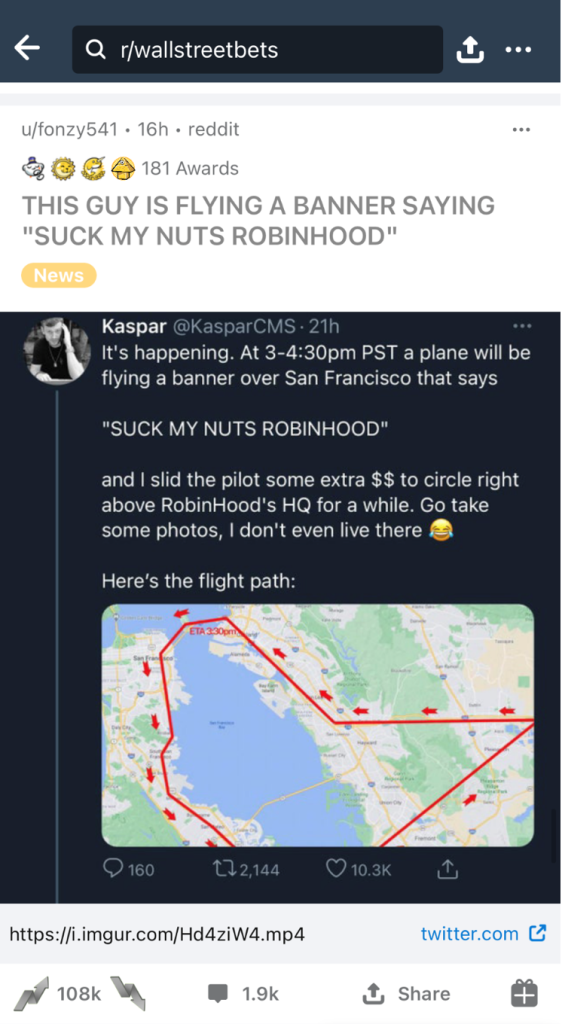 r/wallstreetbets
u/fonzy541 • 16h • reddit
181 Awards
THIS GUY IS FLYING A BANNER SAYING
"SUCK MY NUTS ROBINHOOD"
News
Kaspar @KasparCMS · 21h
It's happening. At 3-4:30pm PST a plane will be
flying a banner over San Francisco that says
"SUCK MY NUTS ROBINHOOD"
and I slid the pilot some extra $$ to circle right
above RobinHood's HQ for a while. Go take
some photos, I don't even live there 😂
Here's the flight path:
ETA 3:30pm
San Francisco
Hayward
Fremont
160 2,144 10.3K
https://i.imgur.com/Hd4ziW4.mp4 twitter.com
108k 1.9k Share